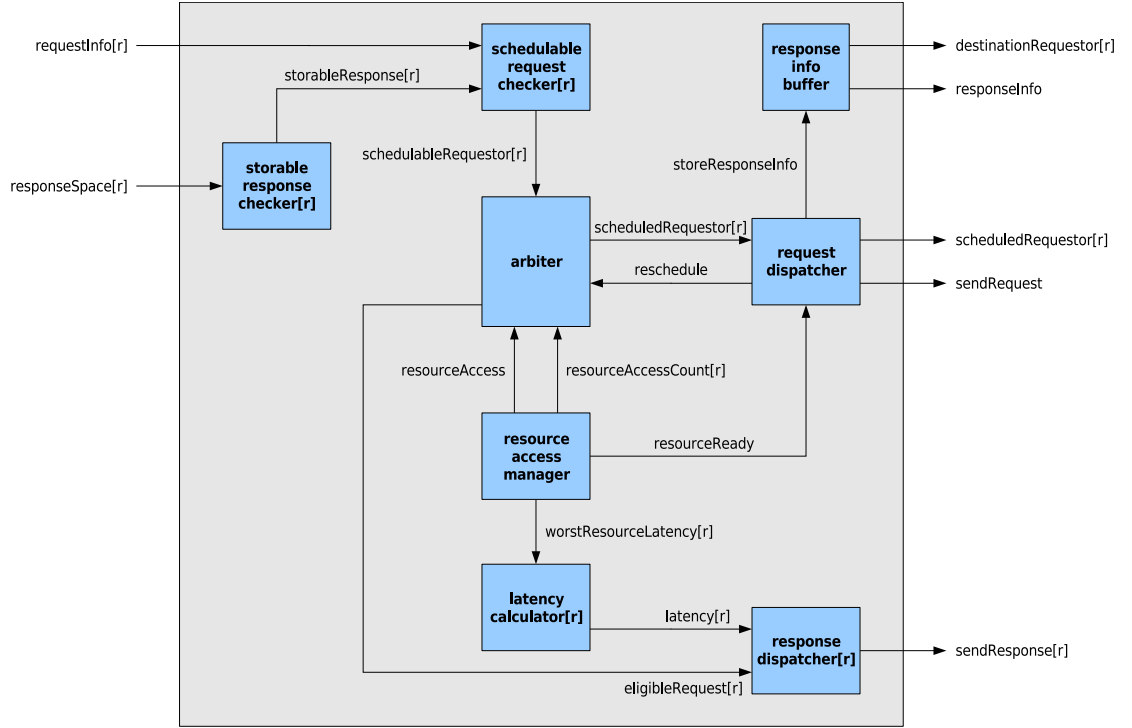 requestInfo[r]
schedulable
request
checker[r]
response
info
buffer
destinationRequestor[r]
responseInfo
storableResponse[r]
schedulableRequestor[r]
storeResponseInfo
responseSpace[r]
storable
response
checker[r]
arbiter
scheduledRequestor[r]
reschedule
request
dispatcher
scheduledRequestor[r]
sendRequest
resourceAccess
resourceAccessCount[r]
resource
access
manager
resourceReady
worstResourceLatency[r]
latency
calculator[r]
latency[r]
response
dispatcher[r]
sendResponse[r]
eligibleRequest[r]